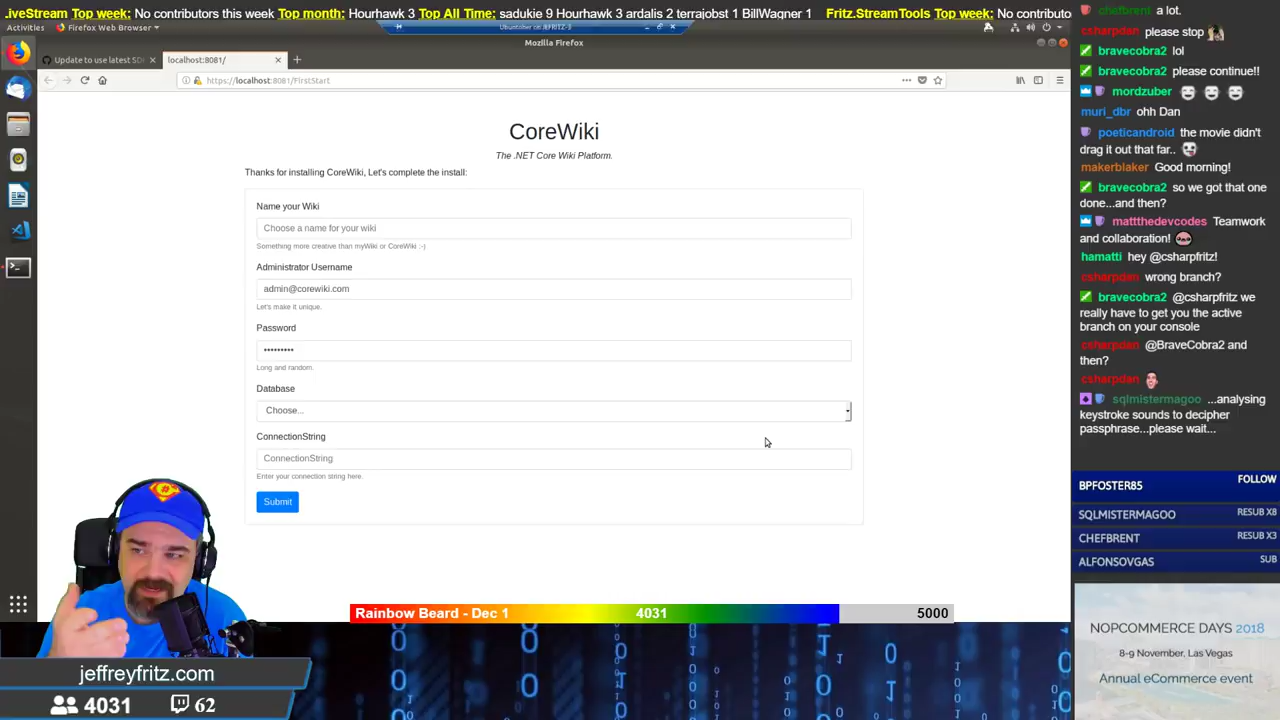 liveStream: No contributors this month, Hourhawk 3 Top All Time: sadukie 9 Hourhawk 3 ardalis 2 parithon 1 BillWagner 1 Fritz.StreamTools Top Last: No contributo
Activities Firefox Web Browser
Mozilla Firefox
Update to use latest SD
localhost:8081/
https://localhost:8081/FirstStart
CoreWiki
The .NET Core Wiki Platform.
Thanks for installing CoreWiki, Let's complete the install:
Name your Wiki
Choose a name for your wiki
Something more creative than myWiki or CoreWiki :-)
Administrator Username
admin@corewiki.com
Let's make it unique.
Password
•••••••••
Long and random.
Database
Choose...
ConnectionString
ConnectionString
Enter your connection string here.
Submit
Rainbow Beard - Dec 1 4031 5000
jeffreyfritz.com
4031 62
chefbrent a lot.
csharpdan please stop
bravecobra2 lol
bravecobra2 please continue!!
mordzuber
muri_dbr ohh Dan
poeticandroid the movie didn't
drag it out that far..
makerblaker Good morning!
bravecobra2 so we got that one
done...and then?
mattthedevcodes Teamwork
and collaboration!
hamatti hey @csharpfritz!
csharpdan wrong branch?
bravecobra2 @csharpfritz we
really have to get you the active
branch on your console
csharpdan @BraveCobra2 and
then?
csharpdan
sqlmistermagoo ...analysing
keystroke sounds to decipher
passphrase...please wait...
BPFOSTER85 FOLLOW
SQLMISTERMAGOO RESUB X8
CHEFBRENT RESUB X3
ALFONSOVGS SUB
NOPCOMMERCE DAYS 2018
8-9 November, Las Vegas
Annual eCommerce event